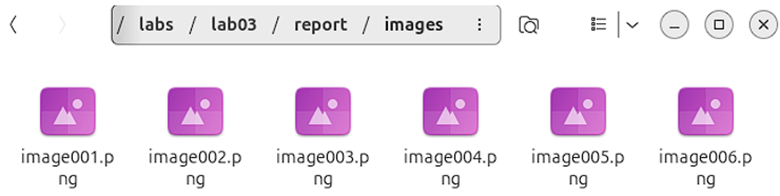 / labs / lab03 / report / images
image001.p
ng
image002.p
ng
image003.p
ng
image004.p
ng
image005.p
ng
image006.p
ng